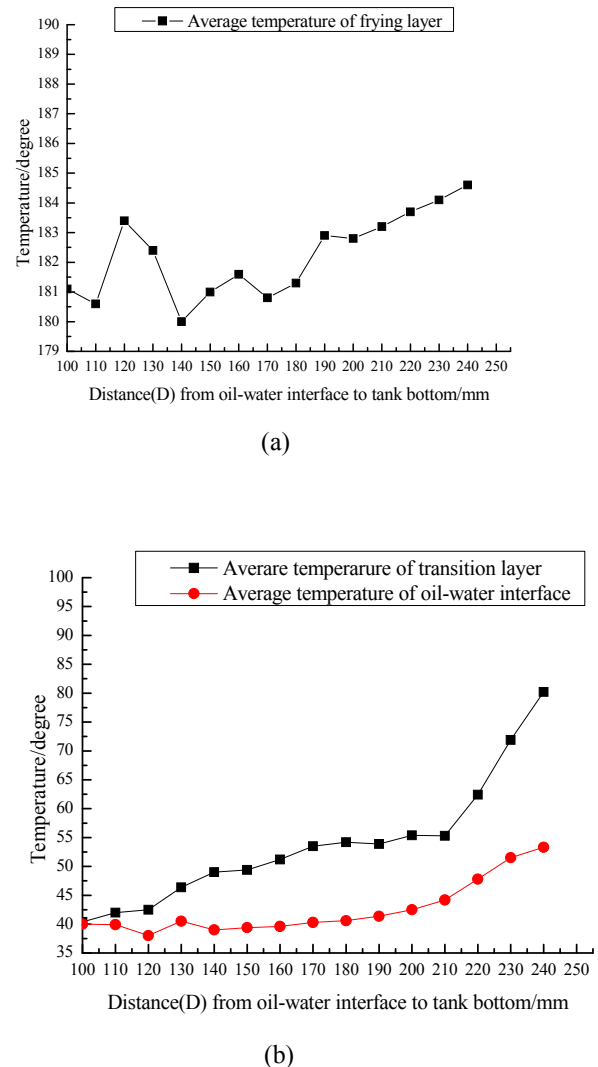 Average temperature of frying layer
190
189
188
187
186
185
184
183
182
181
180
179
Temperature/degree
100 110 120 130 140 150 160 170 180 190 200 210 220 230 240 250
Distance(D) from oil-water interface to tank bottom/mm
(a)
Averare temperarure of transition layer
Average temperature of oil-water interface
100
95
90
85
80
75
70
65
60
55
50
45
40
35
Temperature/degree
100 110 120 130 140 150 160 170 180 190 200 210 220 230 240 250
Distance(D) from oil-water interface to tank bottom/mm
(b)